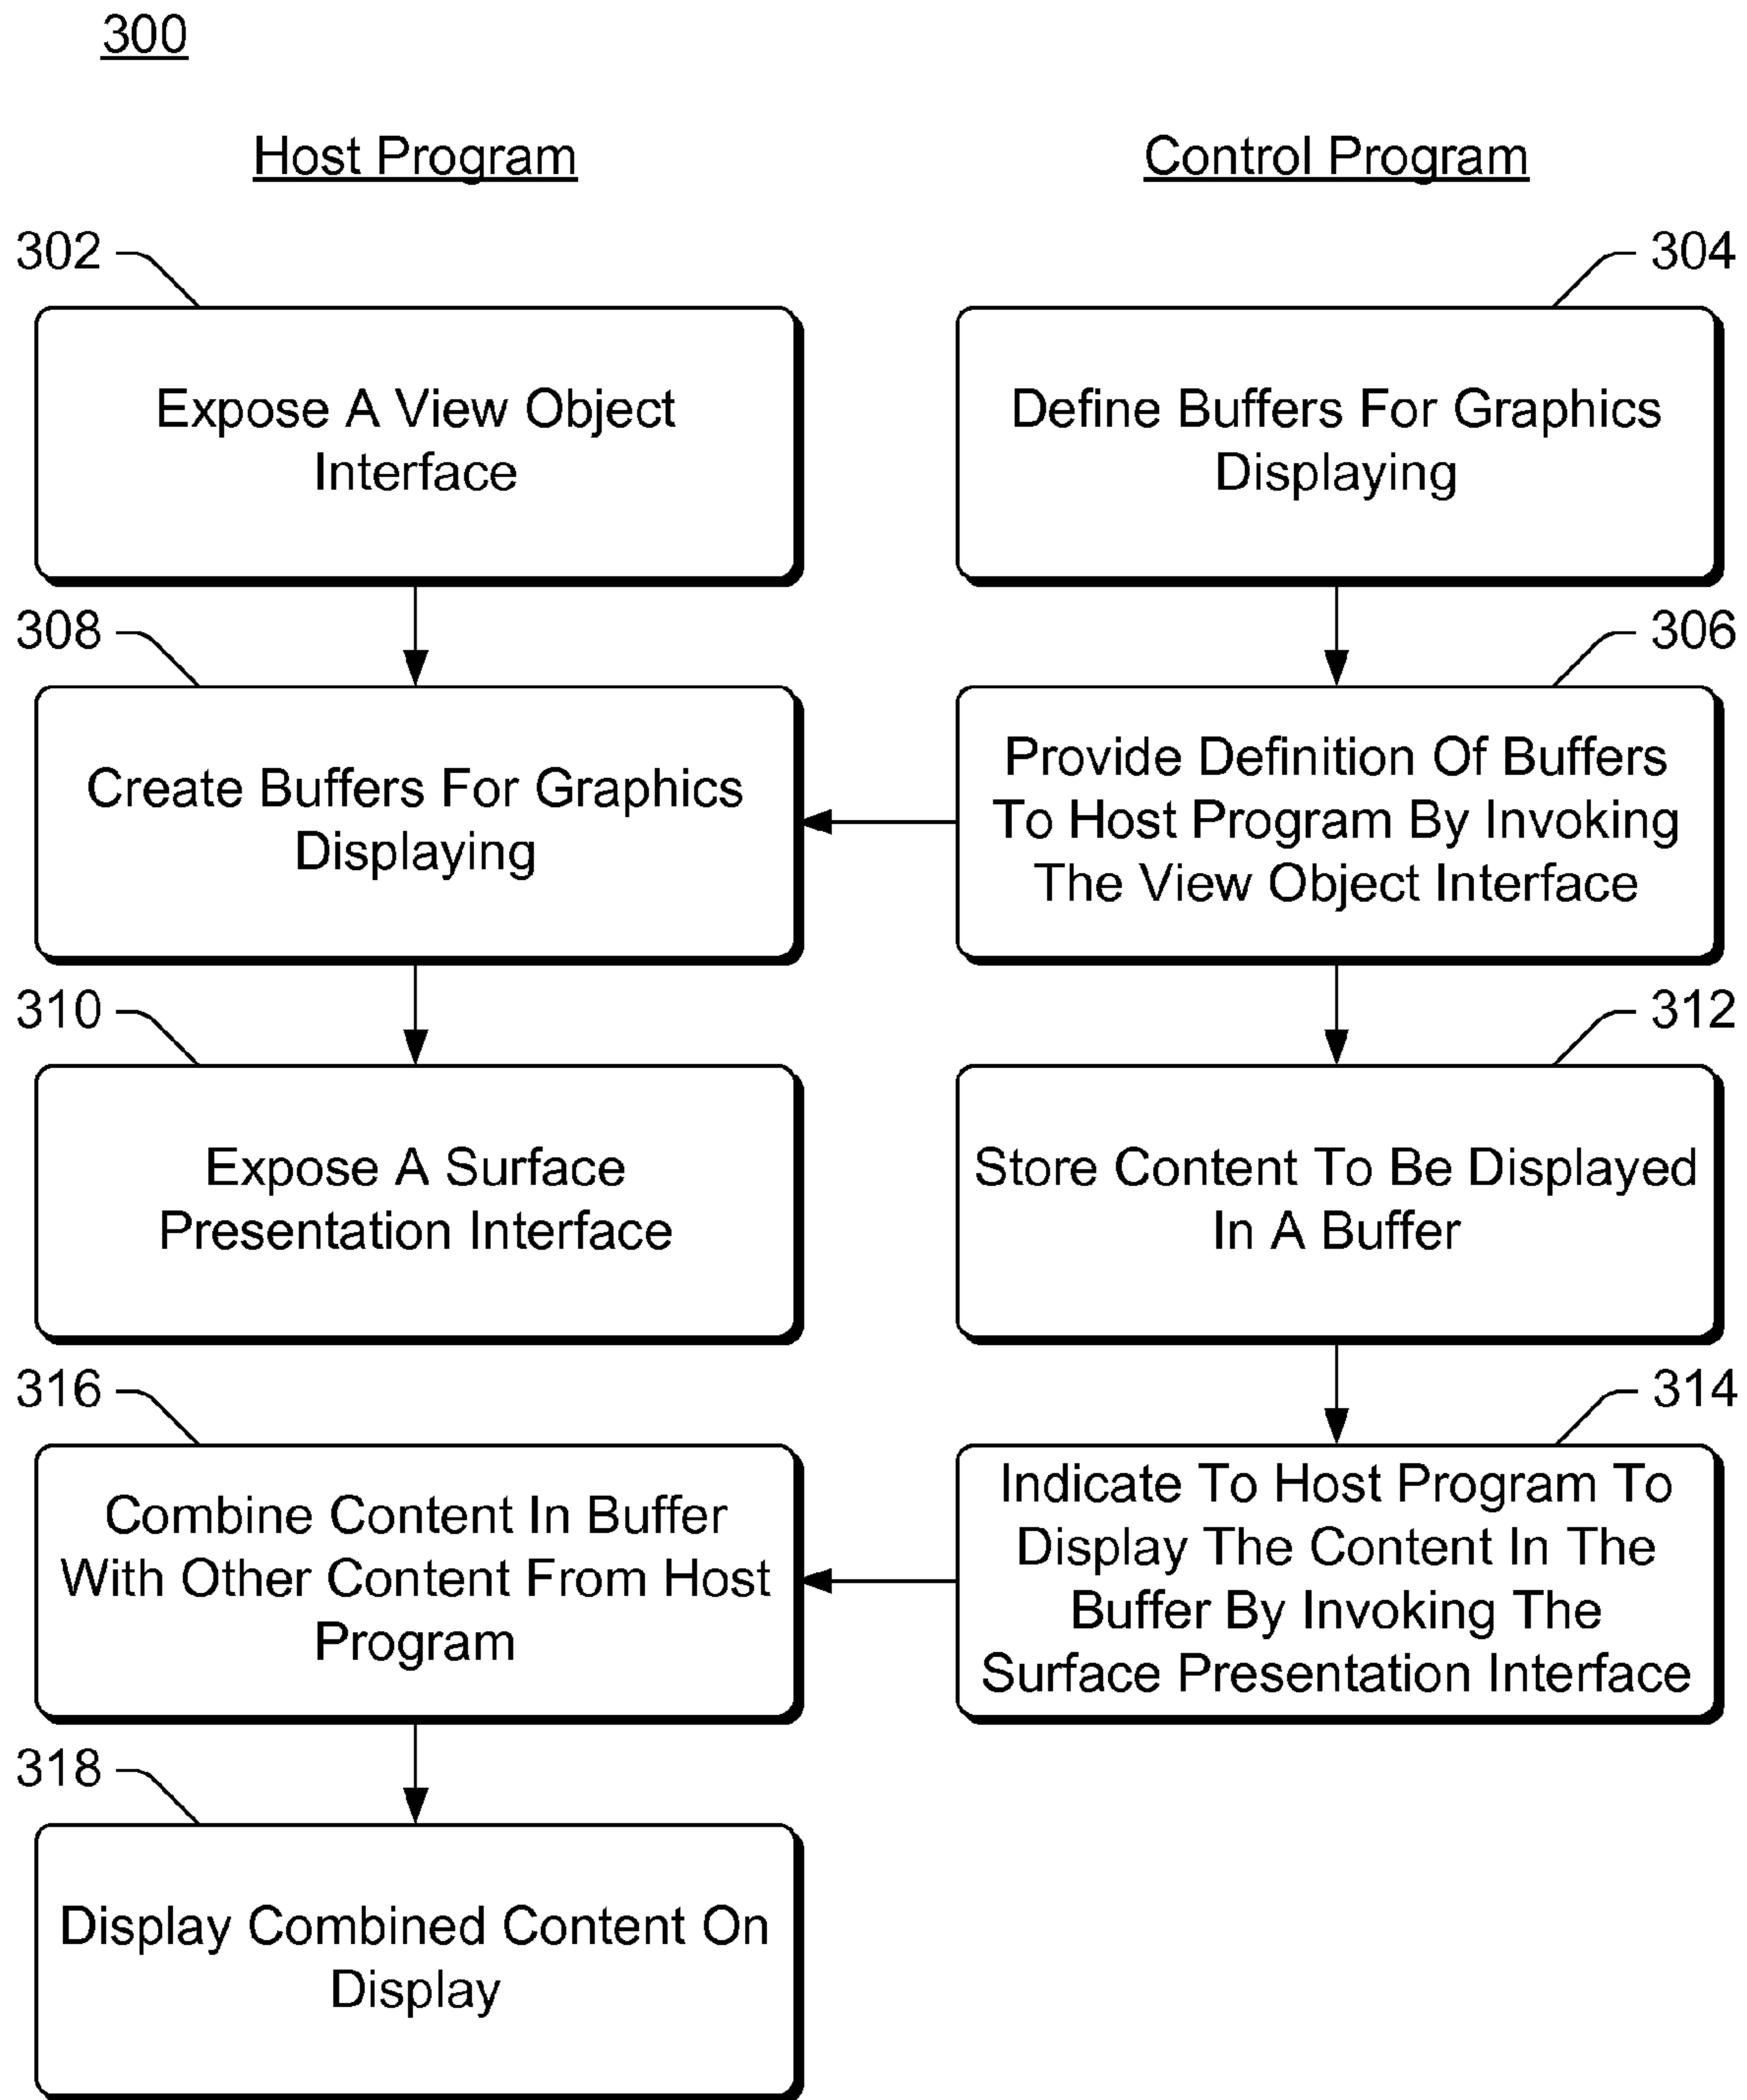 300
Host Program
Control Program
302
304
Expose A View Object
Interface
Define Buffers For Graphics
Displaying
308
306
Create Buffers For Graphics
Displaying
Provide Definition Of Buffers
To Host Program By Invoking
The View Object Interface
310
312
Expose A Surface
Presentation Interface
Store Content To Be Displayed
In A Buffer
316
314
Combine Content In Buffer
With Other Content From Host
Program
Indicate To Host Program To
Display The Content In The
Buffer By Invoking The
Surface Presentation Interface
318
Display Combined Content On
Display